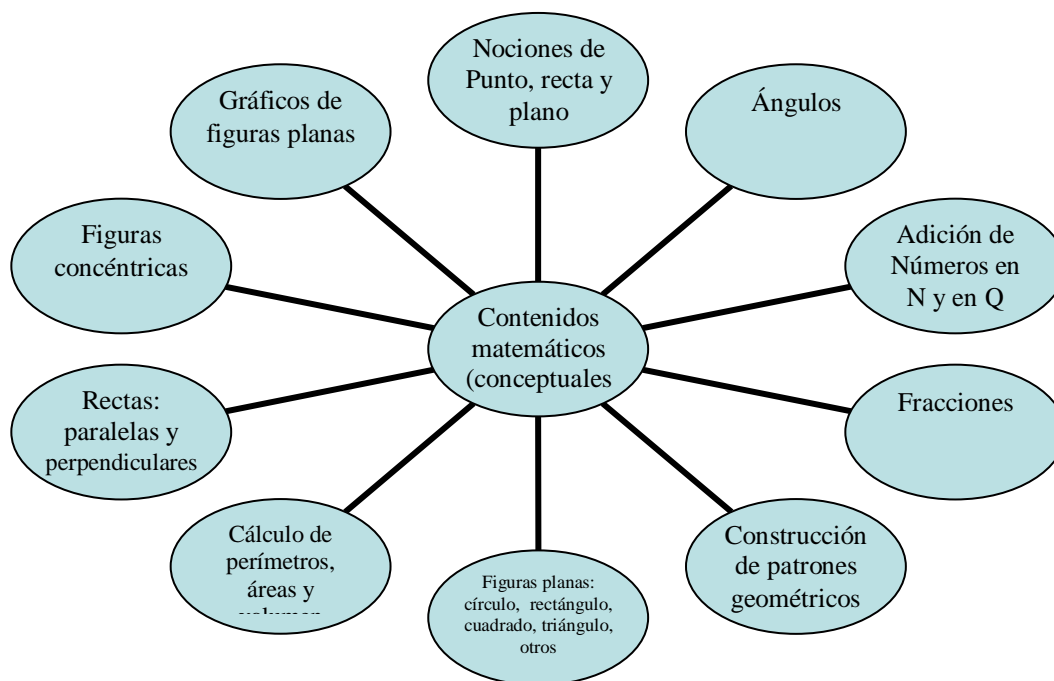 Nociones de
Punto, recta y
plano
Ángulos
Adición de
Números en
N y en Q
Fracciones
Construcción
de patrones
geométricos
Figuras planas:
círculo, rectángulo,
cuadrado, triángulo,
otros
Cálculo de
perímetros,
áreas y
Rectas:
paralelas y
perpendiculares
Figuras
concéntricas
Gráficos de
figuras planas
Contenidos
matemáticos
(conceptuales